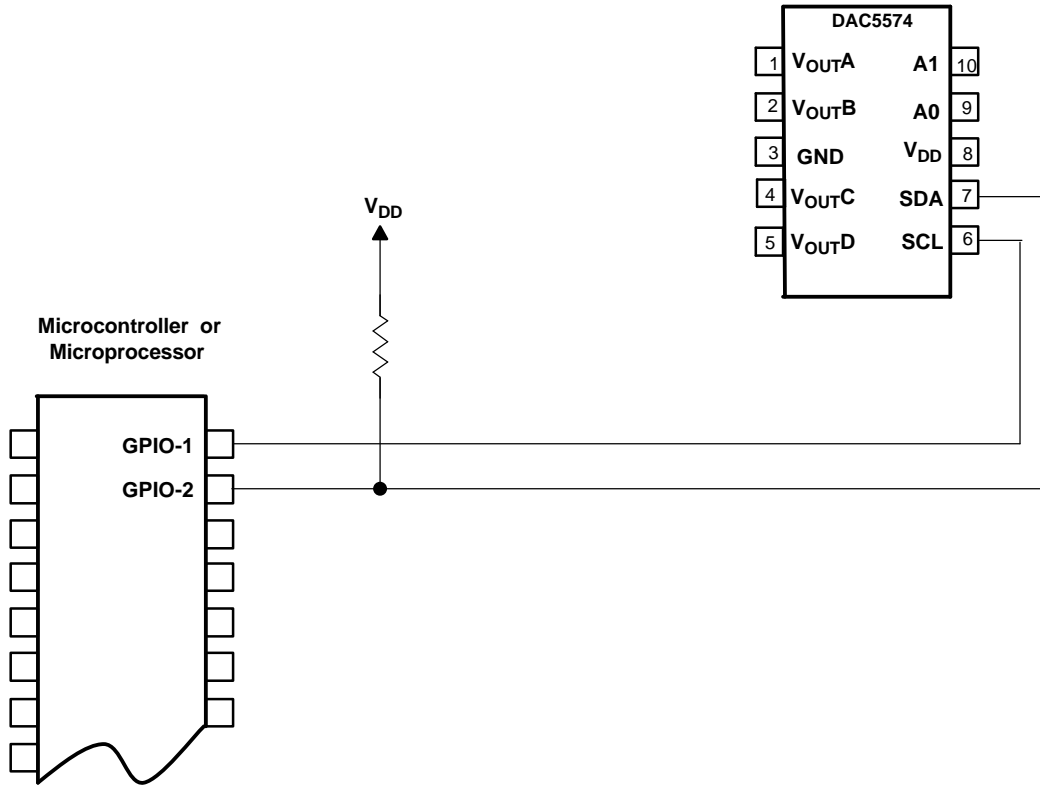 DAC5574
1 VOUTA A1 10
2 VOUTB A0 9
3 GND VDD 8
4 VOUTC SDA 7
5 VOUTD SCL 6
VDD
Microcontroller or
Microprocessor
GPIO-1
GPIO-2